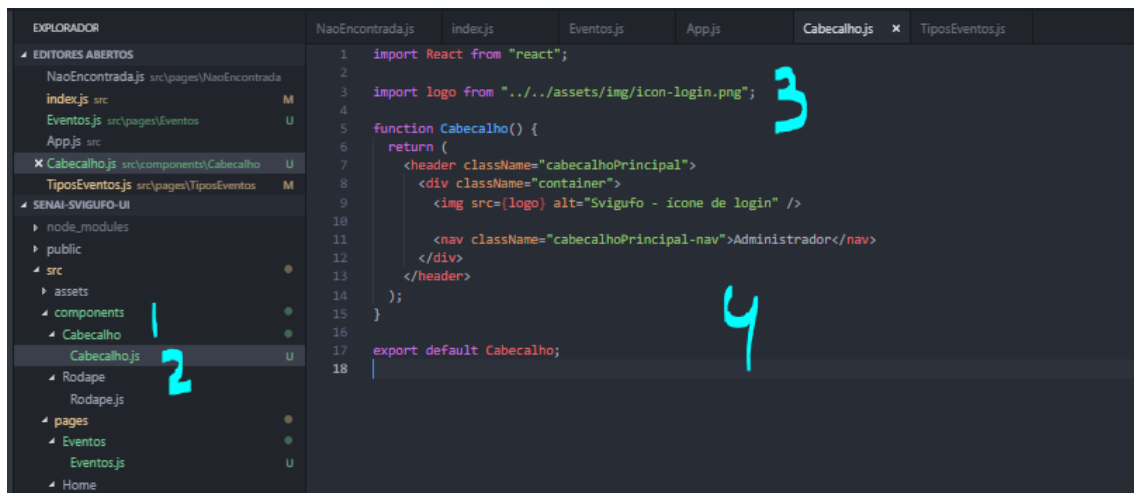 EXPLORADOR
EDITORES ABERTOS
NaoEncontrada.js src\pages\NaoEncontrada
index.js src M
Eventos.js src\pages\Eventos U
App.js src
× Cabecalho.js src\components\Cabecalho U
TiposEventos.js src\pages\TiposEventos M
SENAI-SVIGUFO-UI
node_modules
public
src
assets
components 1
Cabecalho
Cabecalho.js U 2
Rodape
Rodape.js
pages
Eventos
Eventos.js U
Home
NaoEncontrada.js index.js Eventos.js App.js Cabecalho.js × TiposEventos.js
1 import React from "react";
2
3 import logo from "../../assets/img/icon-login.png"; 3
4
5 function Cabecalho() {
6 return (
7 <header className="cabecalhoPrincipal">
8 <div className="container">
9 <img src={logo} alt="Svigufo - ícone de login" />
10
11 <nav className="cabecalhoPrincipal-nav">Administrador</nav>
12 </div>
13 </header>
14 ); 4
15 }
16
17 export default Cabecalho;
18